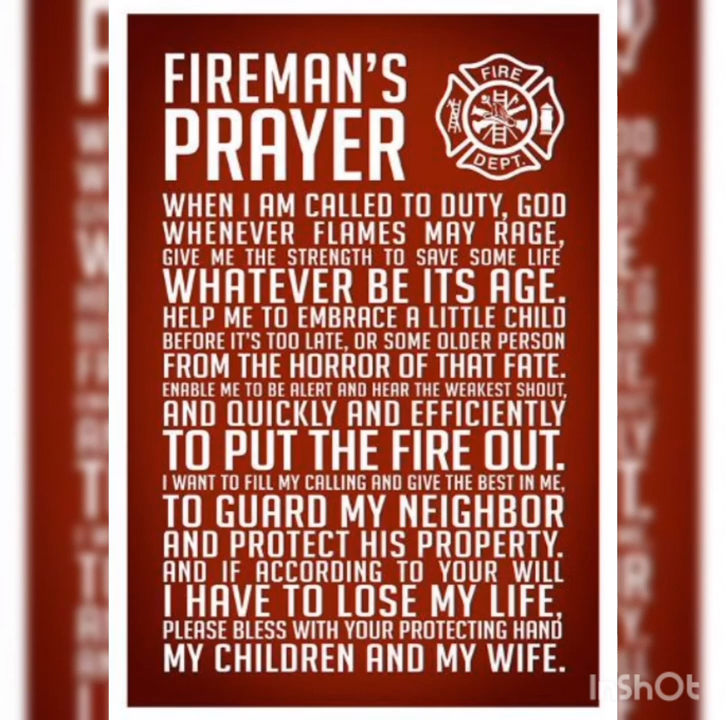 FIREMAN'S
PRAYER
FIRE
DEPT.
WHEN I AM CALLED TO DUTY, GOD
WHENEVER FLAMES MAY RAGE,
GIVE ME THE STRENGTH TO SAVE SOME LIFE
WHATEVER BE ITS AGE.
HELP ME TO EMBRACE A LITTLE CHILD
BEFORE IT'S TOO LATE, OR SOME OLDER PERSON
FROM THE HORROR OF THAT FATE.
ENABLE ME TO BE ALERT AND HEAR THE WEAKEST SHOUT,
AND QUICKLY AND EFFICIENTLY
TO PUT THE FIRE OUT.
I WANT TO FILL MY CALLING AND GIVE THE BEST IN ME,
TO GUARD MY NEIGHBOR
AND PROTECT HIS PROPERTY.
AND IF ACCORDING TO YOUR WILL
I HAVE TO LOSE MY LIFE,
PLEASE BLESS WITH YOUR PROTECTING HAND
MY CHILDREN AND MY WIFE.
InShOt